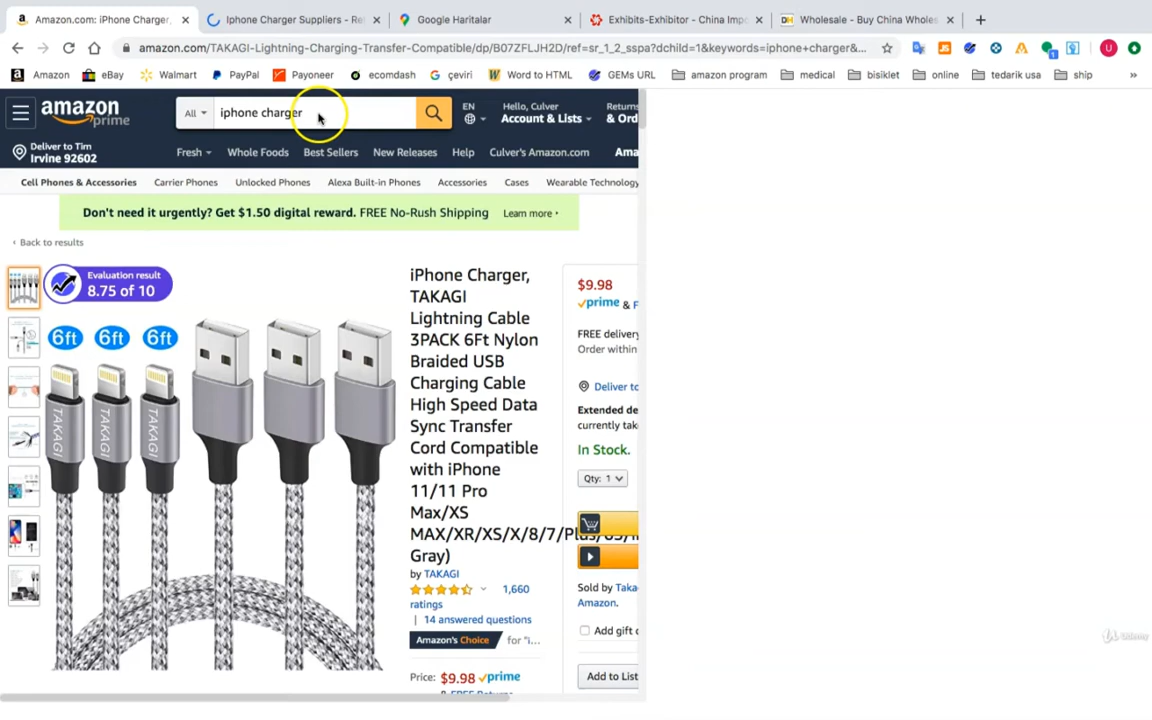 Amazon.com: iPhone Charger,
Iphone Charger Suppliers - Re
Google Haritalar
Exhibits-Exhibitor - China Impo
Wholesale - Buy China Wholes
amazon.com/TAKAGI-Lightning-Charging-Transfer-Compatible/dp/B07ZFLJH2D/ref=sr_1_2_sspa?dchild=1&keywords=iphone+charger&...
Amazon
eBay
Walmart
PayPal
Payoneer
ecomdash
çeviri
Word to HTML
GEMs URL
amazon program
medical
bisiklet
online
tedarik usa
ship
amazon prime
All
iphone charger
EN
Hello, Culver
Account & Lists
Returns
& Ord
Deliver to Tim
Irvine 92602
Fresh
Whole Foods
Best Sellers
New Releases
Help
Culver's Amazon.com
Ama
Cell Phones & Accessories
Carrier Phones
Unlocked Phones
Alexa Built-in Phones
Accessories
Cases
Wearable Technology
Don't need it urgently? Get $1.50 digital reward. FREE No-Rush Shipping Learn more
‹ Back to results
Evaluation result
8.75 of 10
6ft 6ft 6ft
TAKAGI TAKAGI TAKAGI
iPhone Charger,
TAKAGI
Lightning Cable
3PACK 6Ft Nylon
Braided USB
Charging Cable
High Speed Data
Sync Transfer
Cord Compatible
with iPhone
11/11 Pro
Max/XS
MAX/XR/XS/X/8/7/Plus/6S/i
Gray)
by TAKAGI
1,660
ratings
| 14 answered questions
Amazon's Choice for "i...
Price: $9.98 prime
& FREE Returns
$9.98
prime & F
FREE delivery
Order within
Deliver to
Extended de
currently tak
In Stock.
Qty: 1
Sold by Taka
Amazon.
Add gift o
Add to List
Udemy